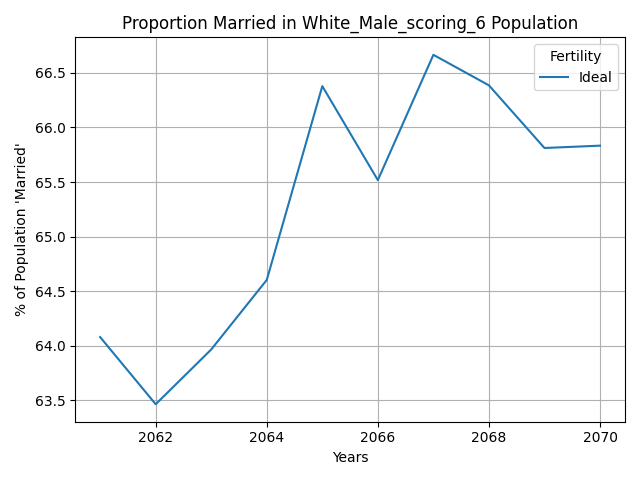 Proportion Married in White_Male_scoring_6 Population
Fertility
Ideal
% of Population 'Married'
66.5
66.0
65.5
65.0
64.5
64.0
63.5
2062 2064 2066 2068 2070
Years